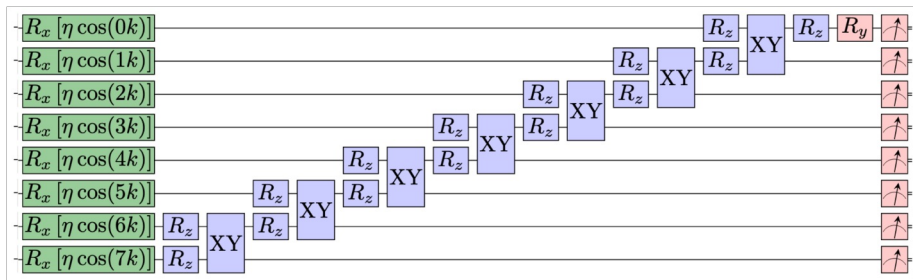 R_x [η cos(0k)] R_z XY R_z R_y
R_x [η cos(1k)] R_z XY R_z
R_x [η cos(2k)] R_z XY R_z
R_x [η cos(3k)] R_z XY R_z
R_x [η cos(4k)] R_z XY R_z
R_x [η cos(5k)] R_z XY R_z
R_x [η cos(6k)] R_z XY R_z
R_x [η cos(7k)] R_z